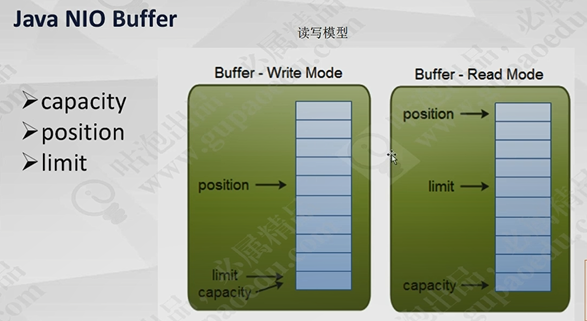 Java NIO Buffer
读写模型
➢capacity
➢position
➢limit
Buffer - Write Mode
position
limit
capacity
Buffer - Read Mode
position
limit
capacity